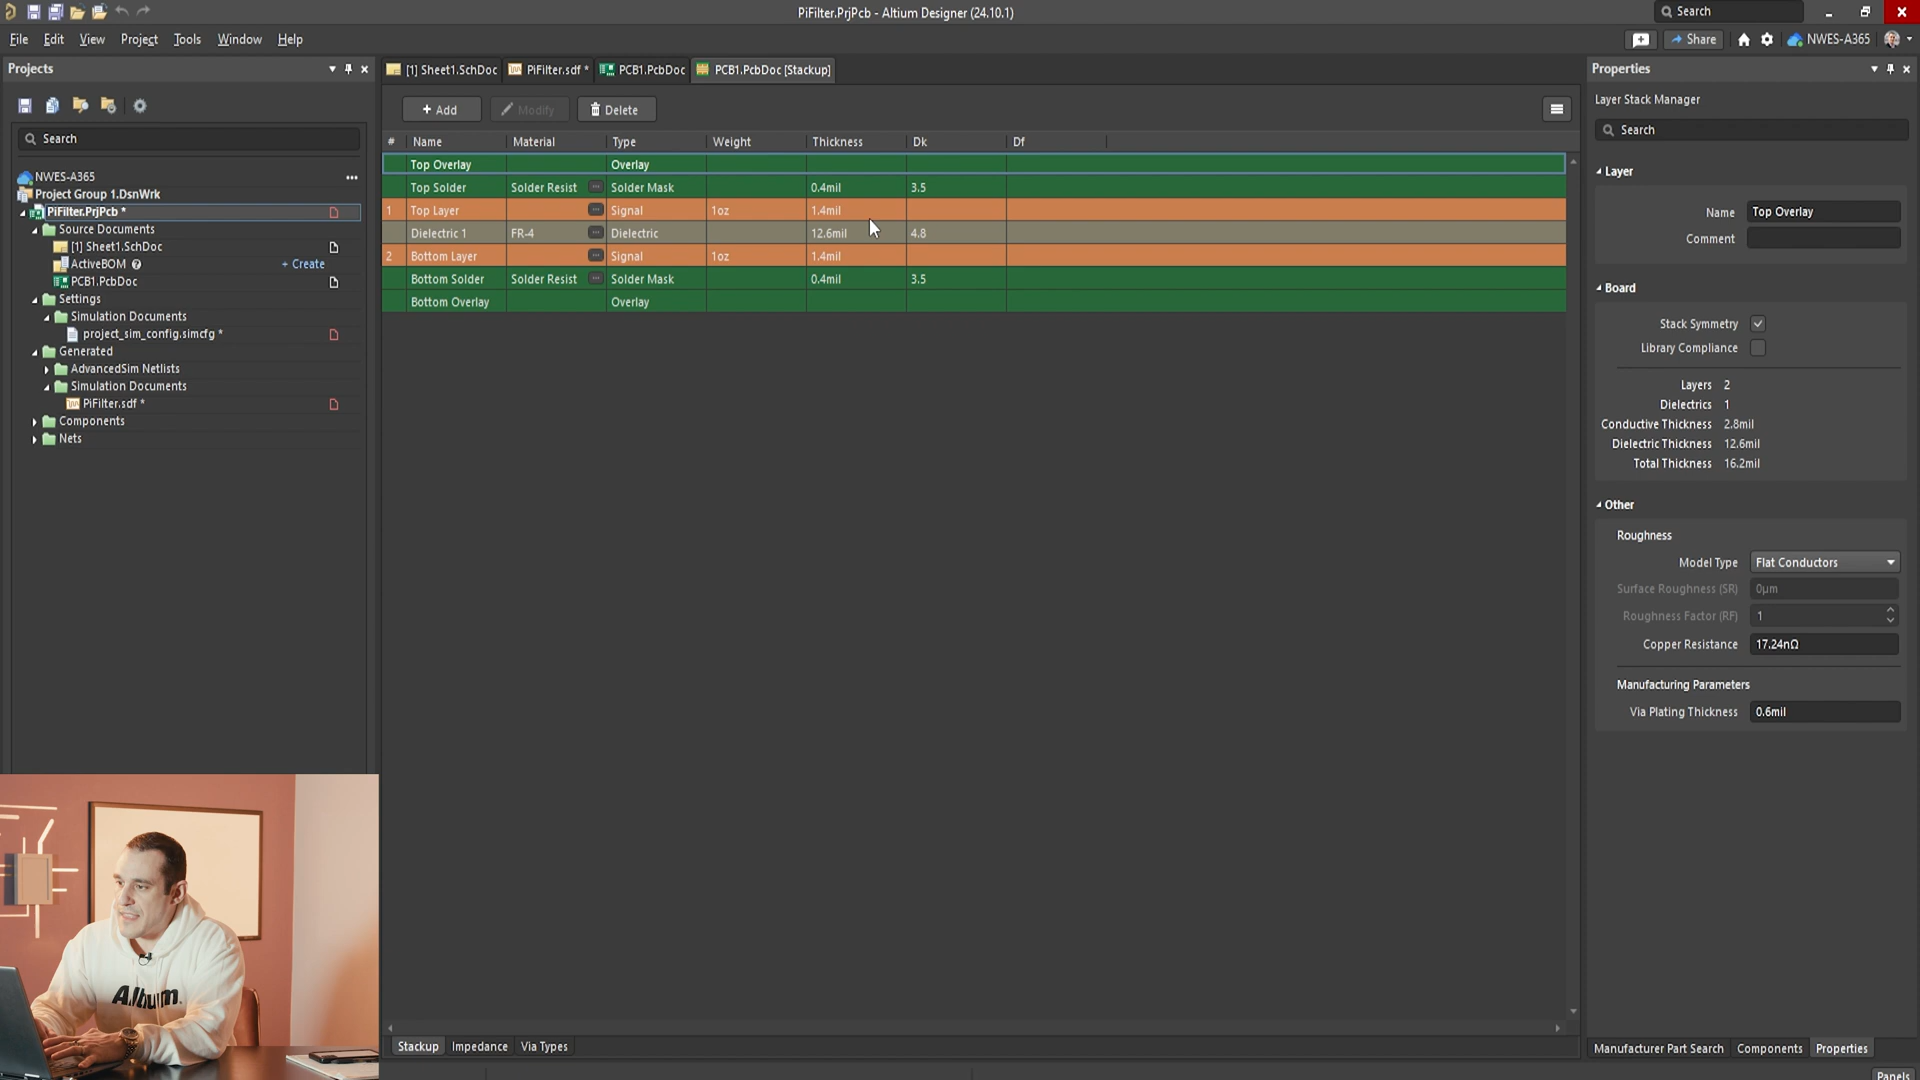 PiFilter.PrjPcb - Altium Designer (24.10.1)
Search
File Edit View Project Tools Window Help
Share
NWES-A365
Projects
Search
NWES-A365
Project Group 1.DsnWrk
PiFilter.PrjPcb *
Source Documents
[1] Sheet1.SchDoc
ActiveBOM
+ Create
PCB1.PcbDoc
Settings
Simulation Documents
project_sim_config.simcfg *
Generated
AdvancedSim Netlists
Simulation Documents
PiFilter.sdf *
Components
Nets
[1] Sheet1.SchDoc PiFilter.sdf * PCB1.PcbDoc PCB1.PcbDoc [Stackup]
+ Add Modify Delete
# Name Material Type Weight Thickness Dk Df
Top Overlay Overlay
Top Solder Solder Resist Solder Mask 0.4mil 3.5
1 Top Layer Signal 1oz 1.4mil
Dielectric 1 FR-4 Dielectric 12.6mil 4.8
2 Bottom Layer Signal 1oz 1.4mil
Bottom Solder Solder Resist Solder Mask 0.4mil 3.5
Bottom Overlay Overlay
Stackup Impedance Via Types
Properties
Layer Stack Manager
Search
Layer
Name Top Overlay
Comment
Board
Stack Symmetry
Library Compliance
Layers 2
Dielectrics 1
Conductive Thickness 2.8mil
Dielectric Thickness 12.6mil
Total Thickness 16.2mil
Other
Roughness
Model Type Flat Conductors
Surface Roughness (SR) 0µm
Roughness Factor (RF) 1
Copper Resistance 17.24nΩ
Manufacturing Parameters
Via Plating Thickness 0.6mil
Manufacturer Part Search Components Properties
Panels
Altium.